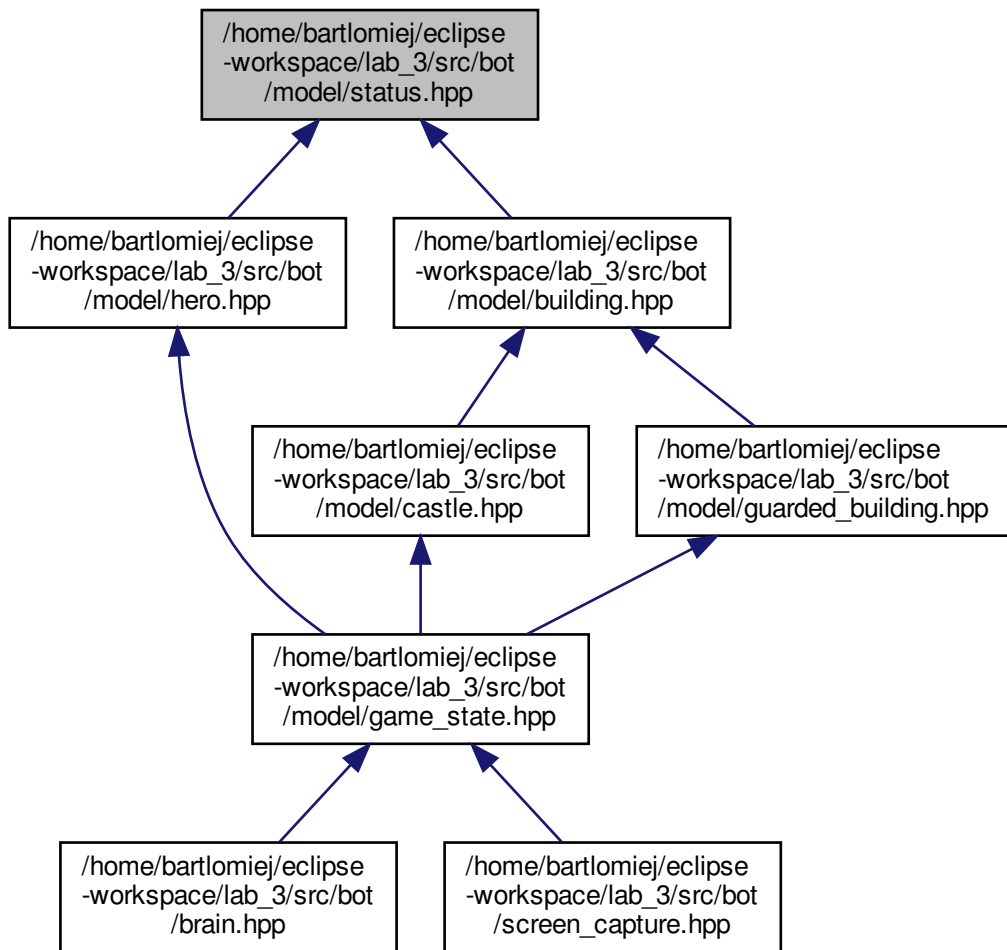 /home/bartlomiej/eclipse
-workspace/lab_3/src/bot
/model/status.hpp
/home/bartlomiej/eclipse
-workspace/lab_3/src/bot
/model/hero.hpp
/home/bartlomiej/eclipse
-workspace/lab_3/src/bot
/model/building.hpp
/home/bartlomiej/eclipse
-workspace/lab_3/src/bot
/model/castle.hpp
/home/bartlomiej/eclipse
-workspace/lab_3/src/bot
/model/guarded_building.hpp
/home/bartlomiej/eclipse
-workspace/lab_3/src/bot
/model/game_state.hpp
/home/bartlomiej/eclipse
-workspace/lab_3/src/bot
/brain.hpp
/home/bartlomiej/eclipse
-workspace/lab_3/src/bot
/screen_capture.hpp